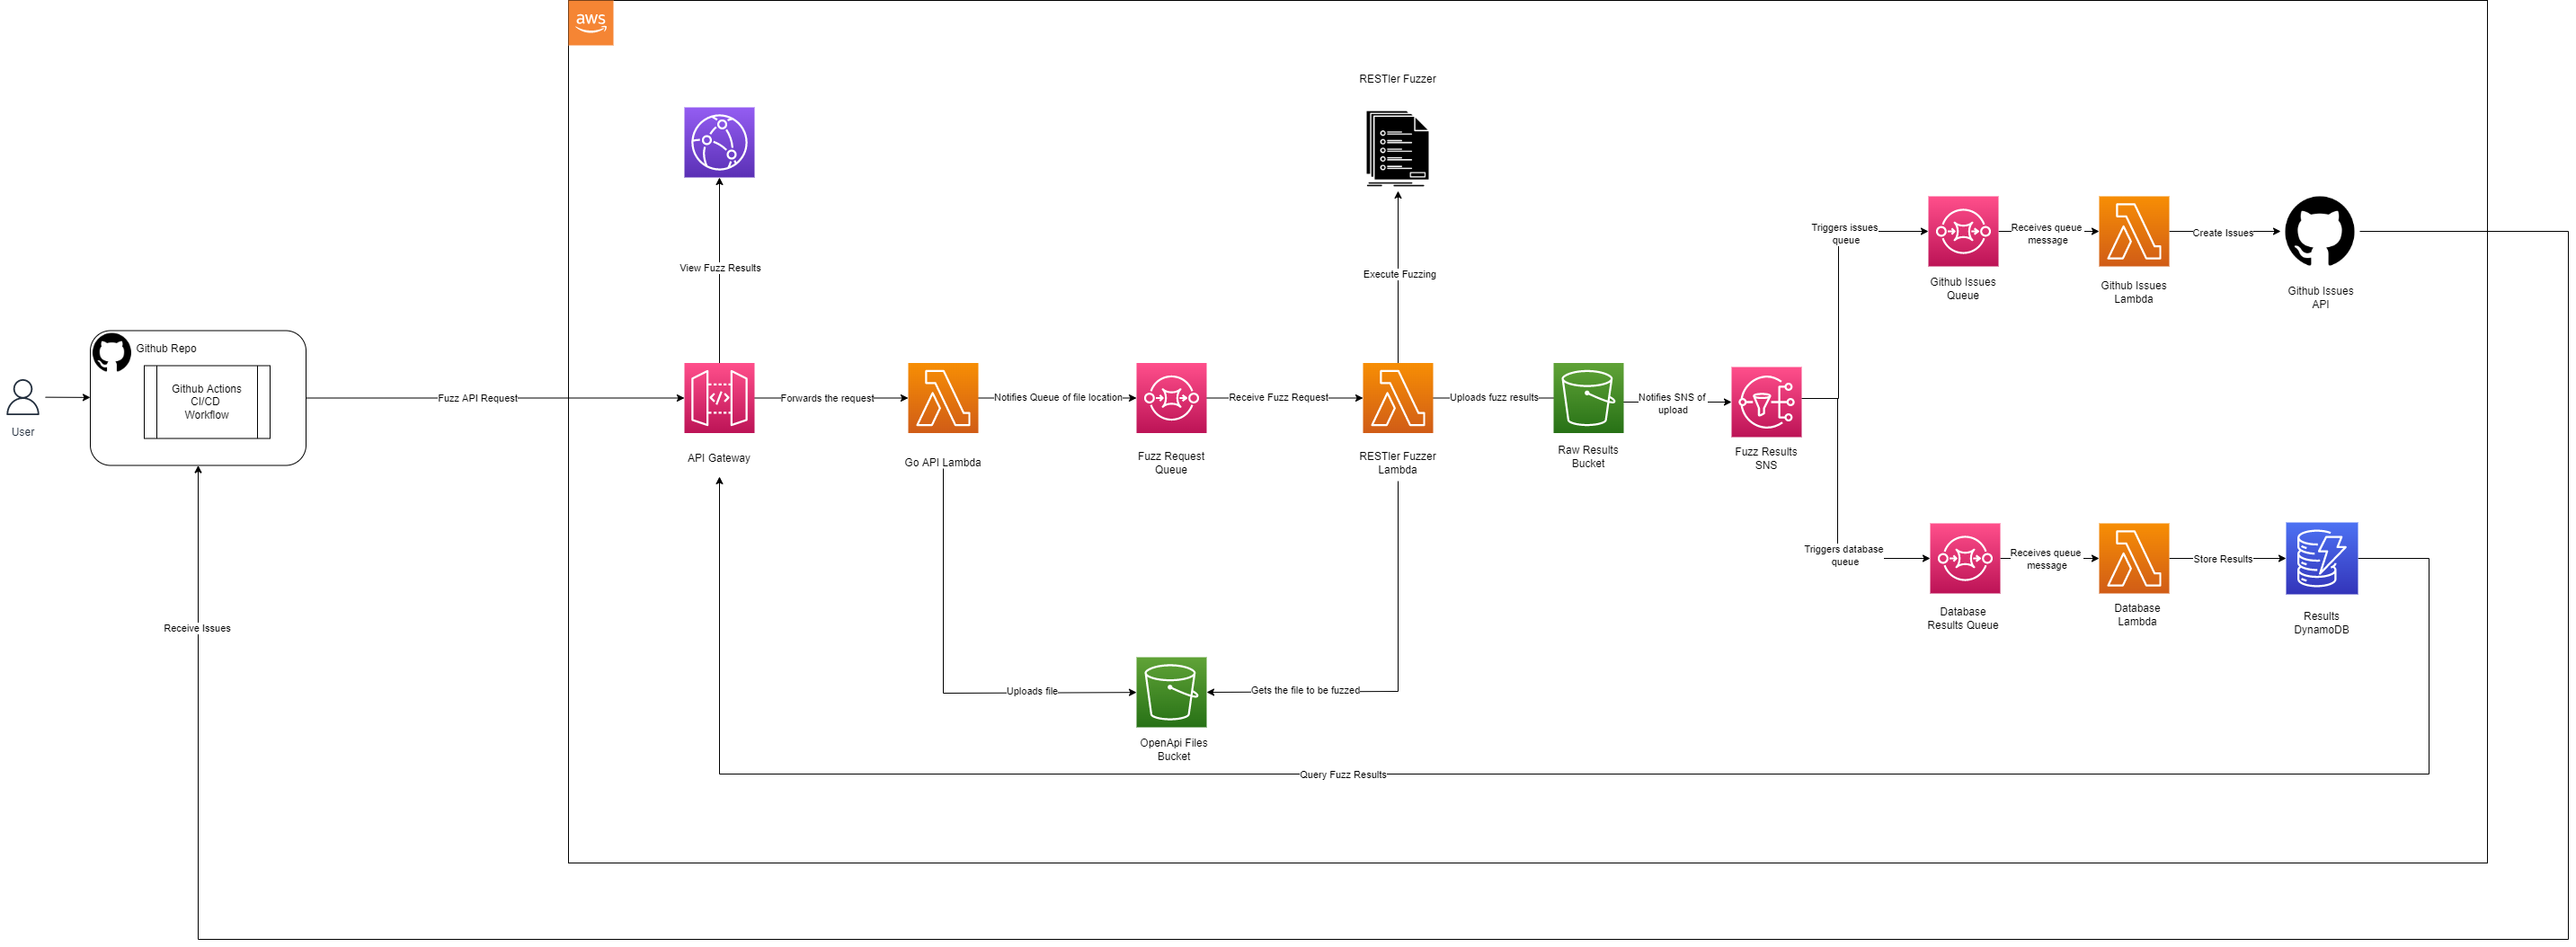 aws
RESTler Fuzzer
View Fuzz Results
Execute Fuzzing
Triggers issues
queue
Receives queue
message
Create Issues
Github Issues
Queue
Github Issues
Lambda
Github Issues
API
Github Repo
Github Actions
CI/CD
Workflow
User
Fuzz API Request
Forwards the request
Notifies Queue of file location
Receive Fuzz Request
Uploads fuzz results
Notifies SNS of
upload
API Gateway
Go API Lambda
Fuzz Request
Queue
RESTler Fuzzer
Lambda
Raw Results
Bucket
Fuzz Results
SNS
Triggers database
queue
Receives queue
message
Store Results
Database
Results Queue
Database
Lambda
Results
DynamoDB
Receive Issues
Uploads file
Gets the file to be fuzzed
OpenApi Files
Bucket
Query Fuzz Results